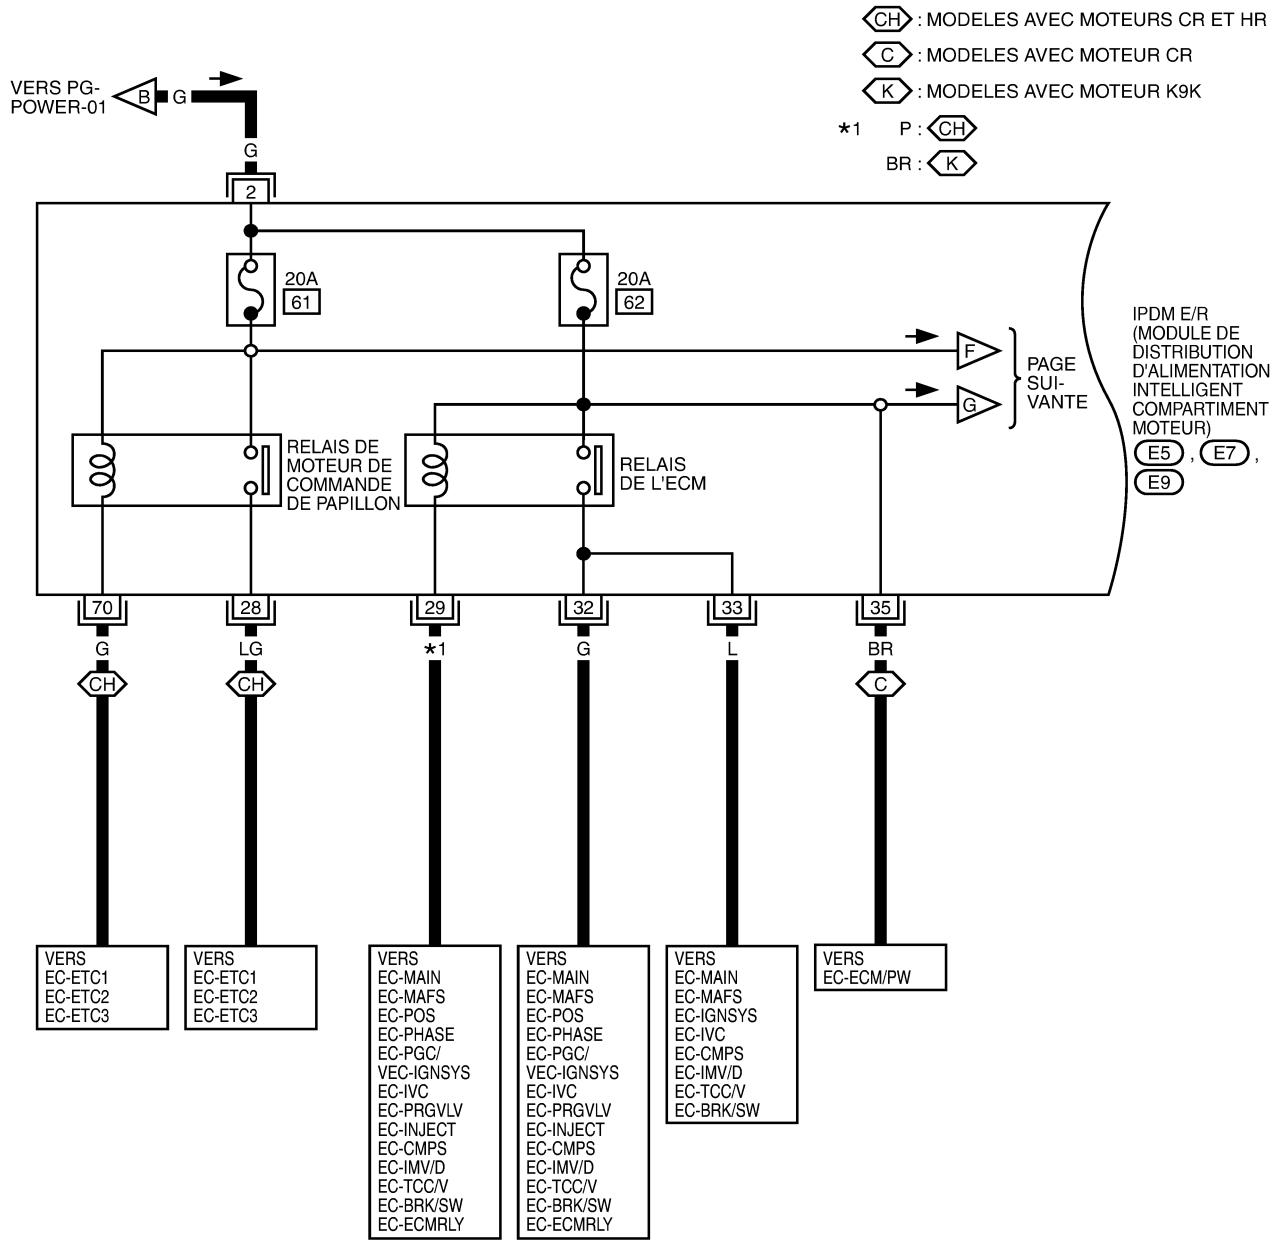 CH : MODELES AVEC MOTEURS CR ET HR
C : MODELES AVEC MOTEUR CR
K : MODELES AVEC MOTEUR K9K
*1 P : CH
BR : K
VERS PG-
POWER-01
B
G
G
2
20A
61
20A
62
F
G
PAGE
SUI-
VANTE
IPDM E/R
(MODULE DE
DISTRIBUTION
D'ALIMENTATION
INTELLIGENT
COMPARTIMENT
MOTEUR)
E5 , E7 ,
E9
RELAIS DE
MOTEUR DE
COMMANDE
DE PAPILLON
RELAIS
DE L'ECM
70
28
29
32
33
35
G
LG
*1
G
L
BR
CH
CH
C
VERS
EC-ETC1
EC-ETC2
EC-ETC3
VERS
EC-ETC1
EC-ETC2
EC-ETC3
VERS
EC-MAIN
EC-MAFS
EC-POS
EC-PHASE
EC-PGC/
VEC-IGNSYS
EC-IVC
EC-PRGVLV
EC-INJECT
EC-CMPS
EC-IMV/D
EC-TCC/V
EC-BRK/SW
EC-ECMRLY
VERS
EC-MAIN
EC-MAFS
EC-POS
EC-PHASE
EC-PGC/
VEC-IGNSYS
EC-IVC
EC-PRGVLV
EC-INJECT
EC-CMPS
EC-IMV/D
EC-TCC/V
EC-BRK/SW
EC-ECMRLY
VERS
EC-MAIN
EC-MAFS
EC-IGNSYS
EC-IVC
EC-CMPS
EC-IMV/D
EC-TCC/V
EC-BRK/SW
VERS
EC-ECM/PW